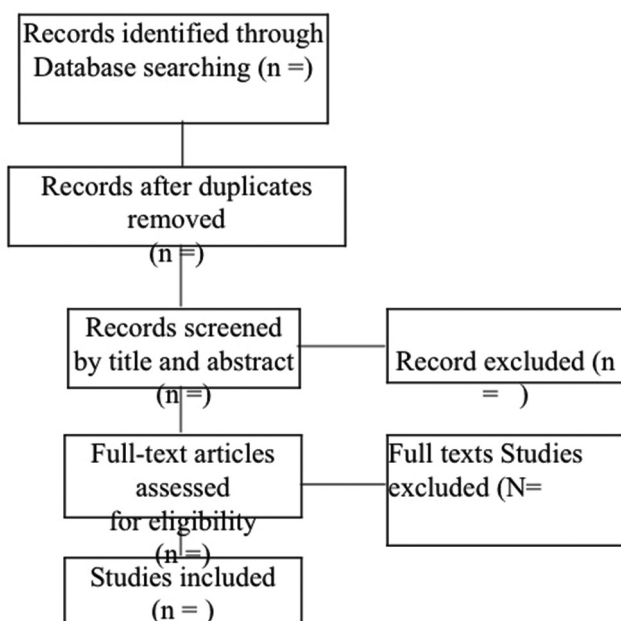 Records identified through
Database searching (n =)
Records after duplicates
removed
(n =)
Records screened
by title and abstract
(n =)
Record excluded (n
= )
Full-text articles
assessed
for eligibility
(n =)
Full texts Studies
excluded (N=
Studies included
(n = )